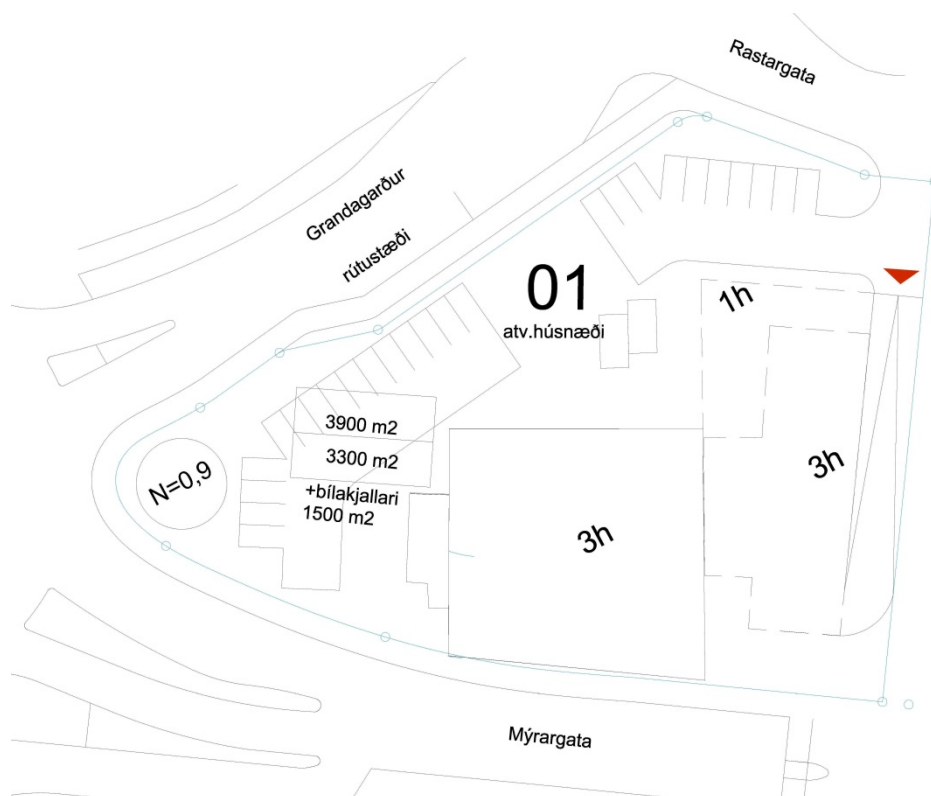 Rastargata
Grandagarður
rútustæði
01
atv.húsnæði
1h
3900 m2
3300 m2
+bílakjallari
1500 m2
N=0,9
3h
3h
Mýrargata